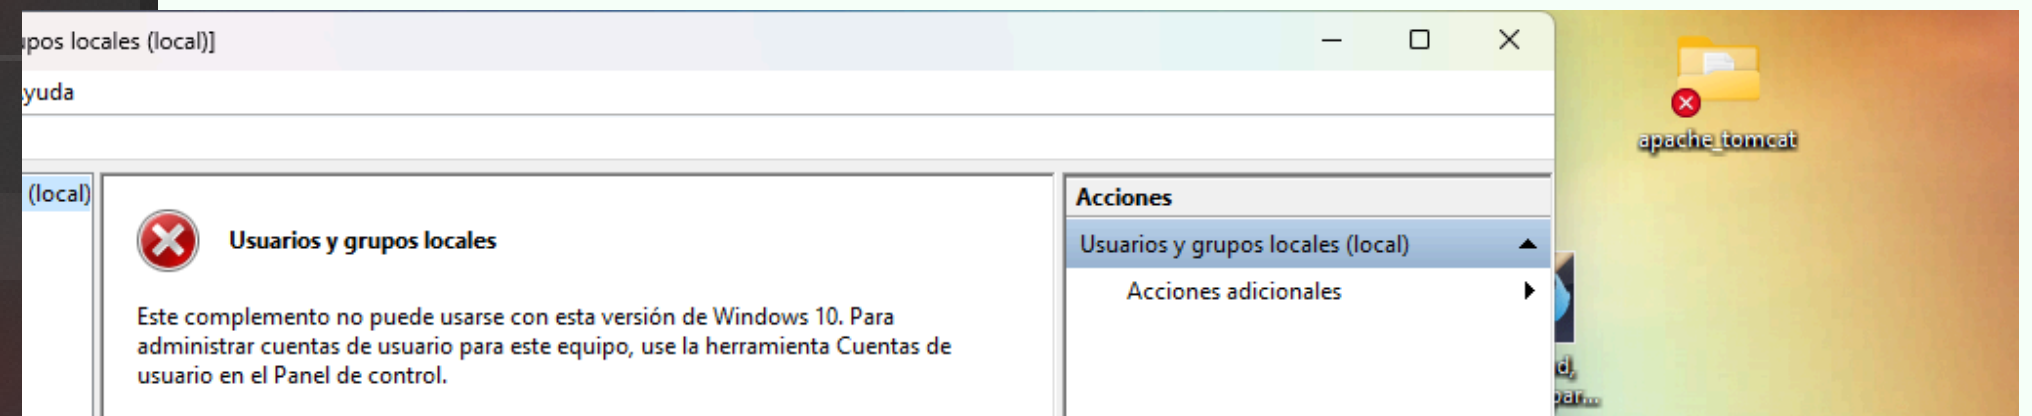 upos locales (local)]
yuda
apache_tomcat
(local)
Usuarios y grupos locales
Este complemento no puede usarse con esta versión de Windows 10. Para
administrar cuentas de usuario para este equipo, use la herramienta Cuentas de
usuario en el Panel de control.
Acciones
Usuarios y grupos locales (local)
Acciones adicionales
d,
par...